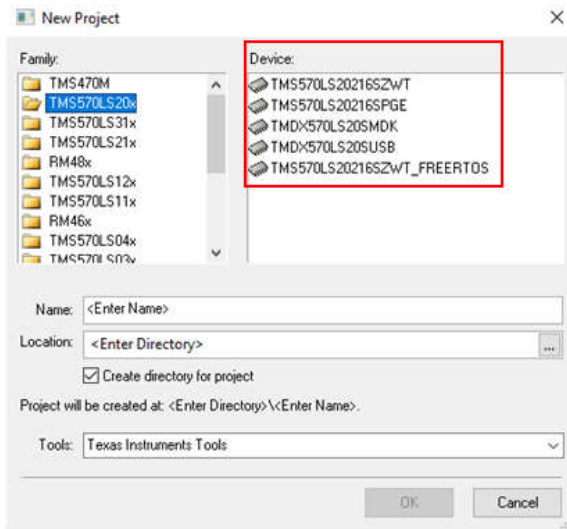 New Project
Family:
TMS470M
TMS570LS20x
TMS570LS31x
TMS570LS21x
RM48x
TMS570LS12x
TMS570LS11x
RM46x
TMS570LS04x
TMS570LS03x
Device:
TMS570LS20216SZWT
TMS570LS20216SPGE
TMDX570LS20SMDK
TMDX570LS20SUSB
TMS570LS20216SZWT_FREERTOS
Name: <Enter Name>
Location: <Enter Directory> ...
Create directory for project
Project will be created at: <Enter Directory>\<Enter Name>.
Tools: Texas Instruments Tools
OK Cancel